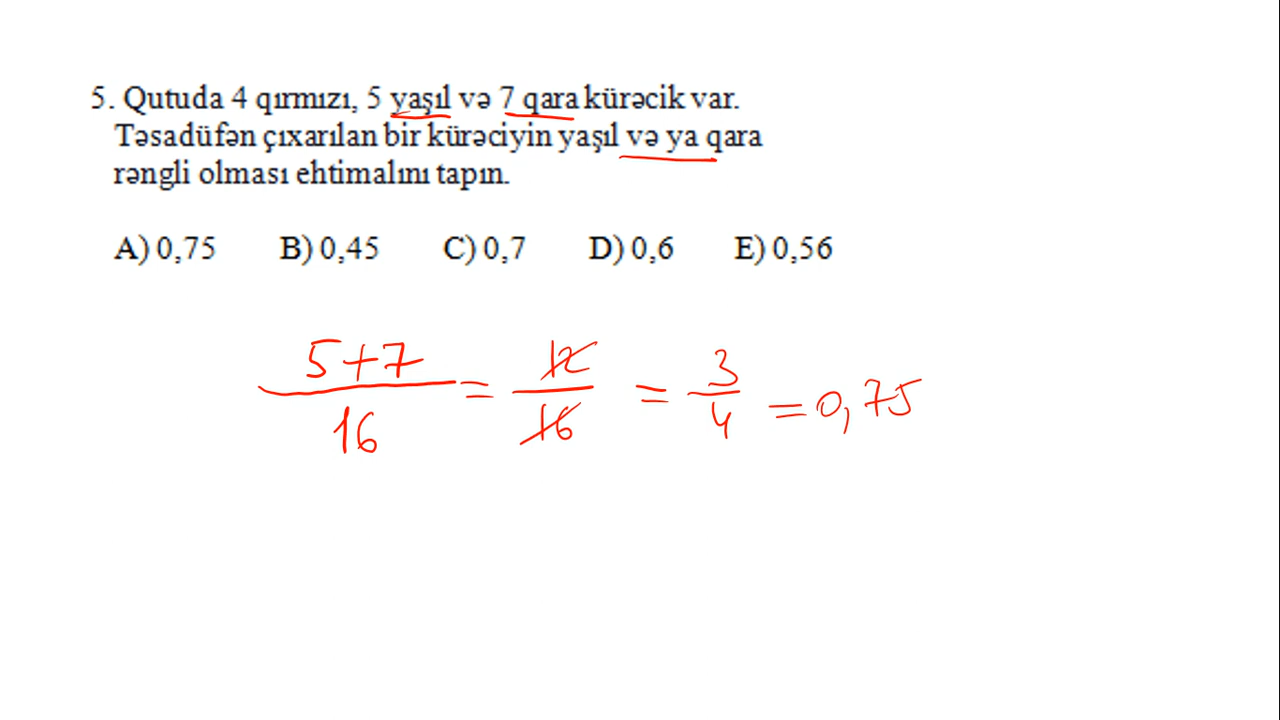 5. Qutuda 4 qırmızı, 5 yaşıl və 7 qara kürəcik var.
Təsadüfən çıxarılan bir kürəciyin yaşıl və ya qara
rəngli olması ehtimalını tapın.
A) 0,75 B) 0,45 C) 0,7 D) 0,6 E) 0,56
5+7/16 = 12/16 = 3/4 = 0,75